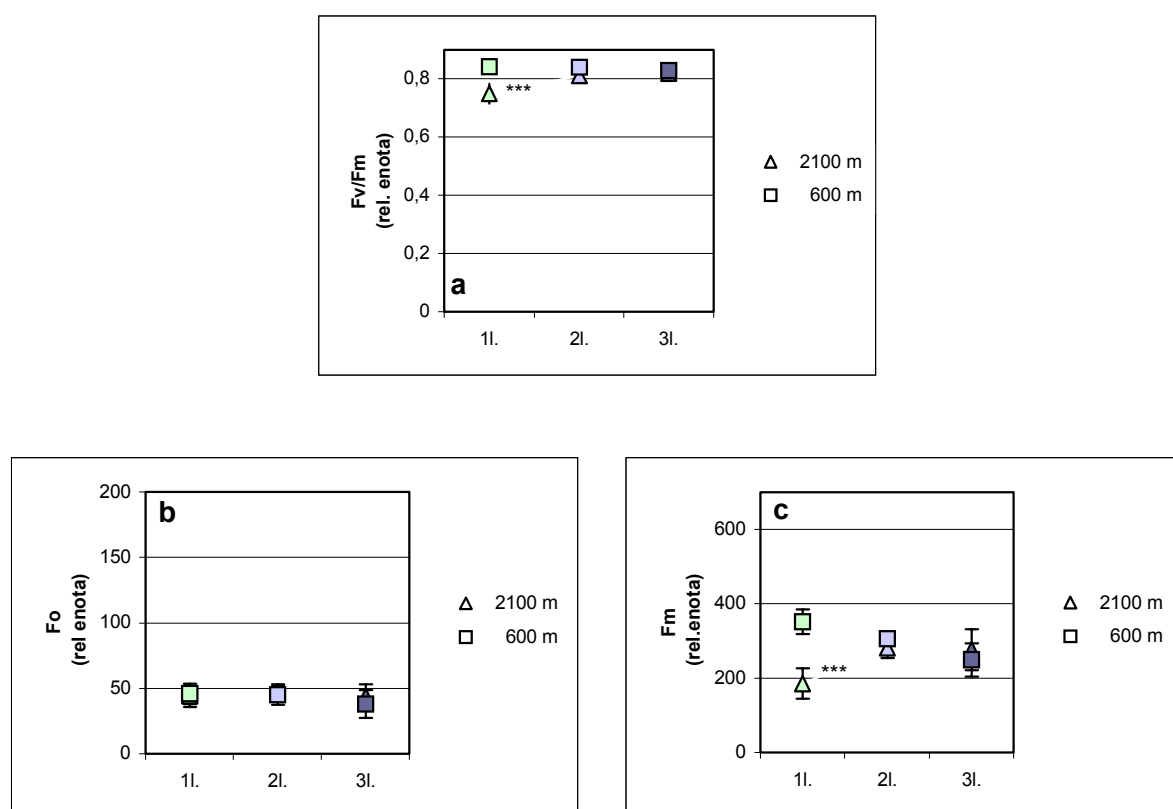 0,8
0,6
0,4
0,2
0
Fv/Fm
(rel. enota)
***
a
1l.
2l.
3l.
2100 m
600 m
200
150
100
50
0
Fo
(rel enota)
b
1l.
2l.
3l.
2100 m
600 m
600
400
200
0
Fm
(rel.enota)
c
***
1l.
2l.
3l.
2100 m
600 m